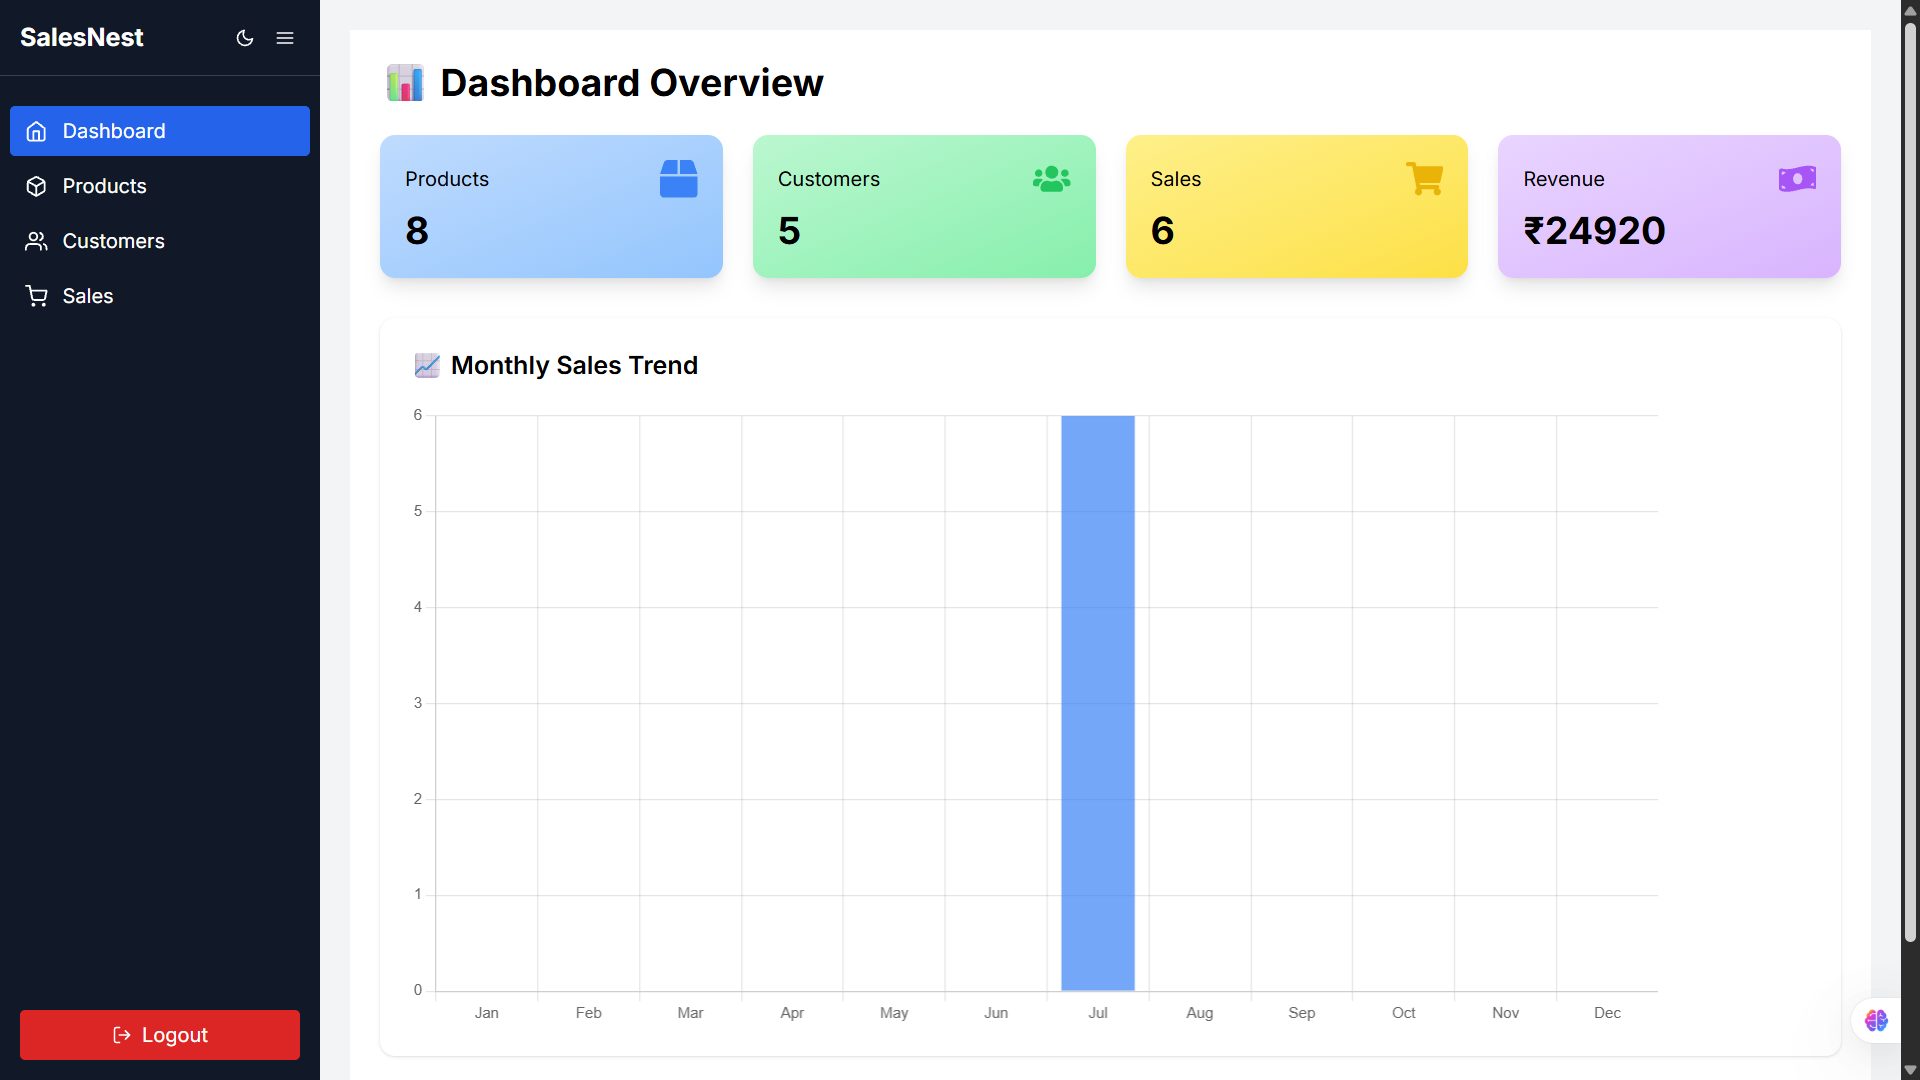 SalesNest
Dashboard
Products
Customers
Sales
Logout
Dashboard Overview
Products
8
Customers
5
Sales
6
Revenue
₹24920
Monthly Sales Trend
6
5
4
3
2
1
0
Jan Feb Mar Apr May Jun Jul Aug Sep Oct Nov Dec